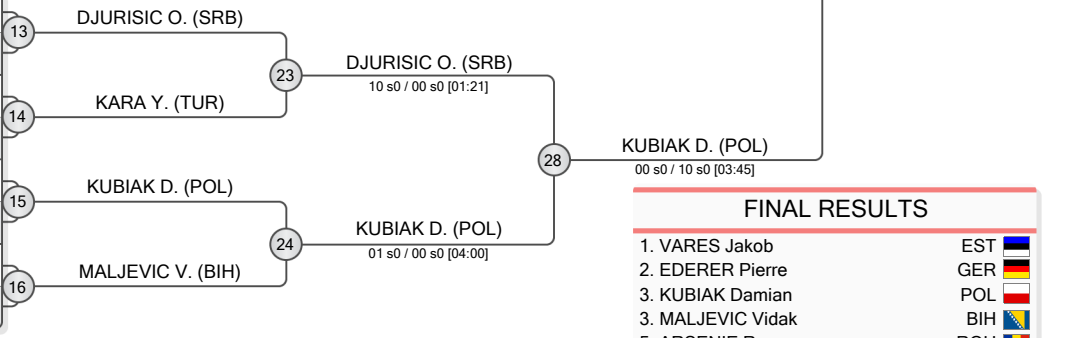 DJURISIC O. (SRB)
13
DJURISIC O. (SRB)
10 s0 / 00 s0 [01:21]
23
KARA Y. (TUR)
14
KUBIAK D. (POL)
00 s0 / 10 s0 [03:45]
28
KUBIAK D. (POL)
15
KUBIAK D. (POL)
01 s0 / 00 s0 [04:00]
24
MALJEVIC V. (BIH)
16
FINAL RESULTS
1. VARES Jakob EST
2. EDERER Pierre GER
3. KUBIAK Damian POL
3. MALJEVIC Vidak BIH